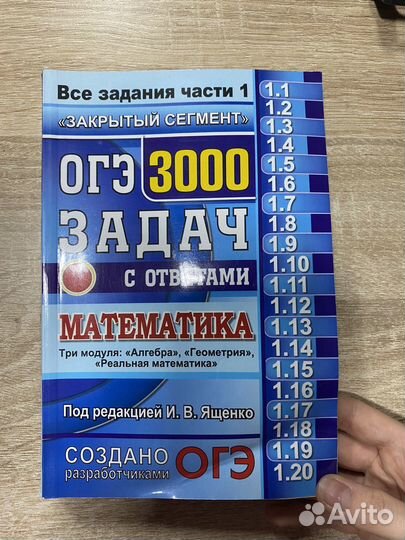 Все задания части 1
«ЗАКРЫТЫЙ СЕГМЕНТ»
ОГЭ 3000
ЗАДАЧ
С ОТВЕТАМИ
МАТЕМАТИКА
Три модуля: «Алгебра», «Геометрия»,
«Реальная математика»
Под редакцией И. В. Ященко
СОЗДАНО
разработчиками ОГЭ
1.1
1.2
1.3
1.4
1.5
1.6
1.7
1.8
1.9
1.10
1.11
1.12
1.13
1.14
1.15
1.16
1.17
1.18
1.19
1.20
Avito